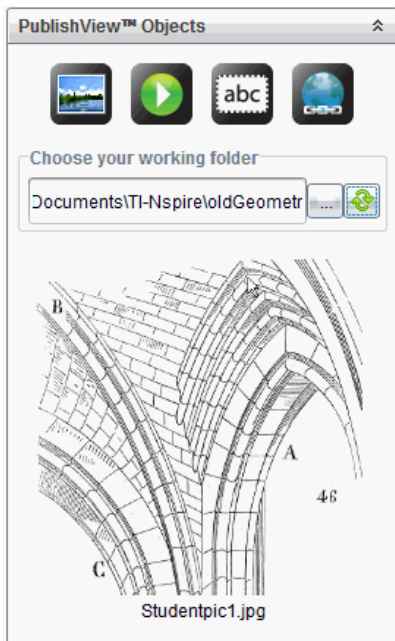 PublishView™ Objects
abc
Choose your working folder
Documents\TI-Nspire\oldGeometr
...
B
A
46
C
Studentpic1.jpg